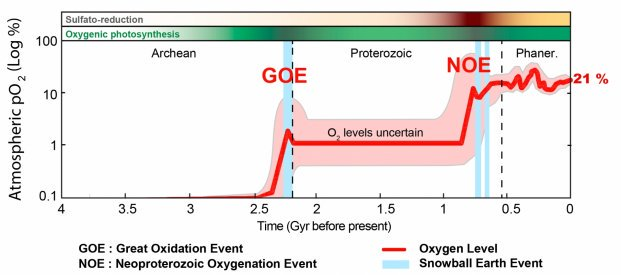 Sulfato-reduction
Oxygenic photosynthesis
Atmospheric pO2 (Log %)
100
10
1
0.1
Archean
Proterozoic
Phaner.
GOE
NOE
21 %
O2 levels uncertain
4 3.5 3 2.5 2 1.5 1 0.5 0
Time (Gyr before present)
GOE : Great Oxidation Event
NOE : Neoproterozoic Oxygenation Event
Oxygen Level
Snowball Earth Event